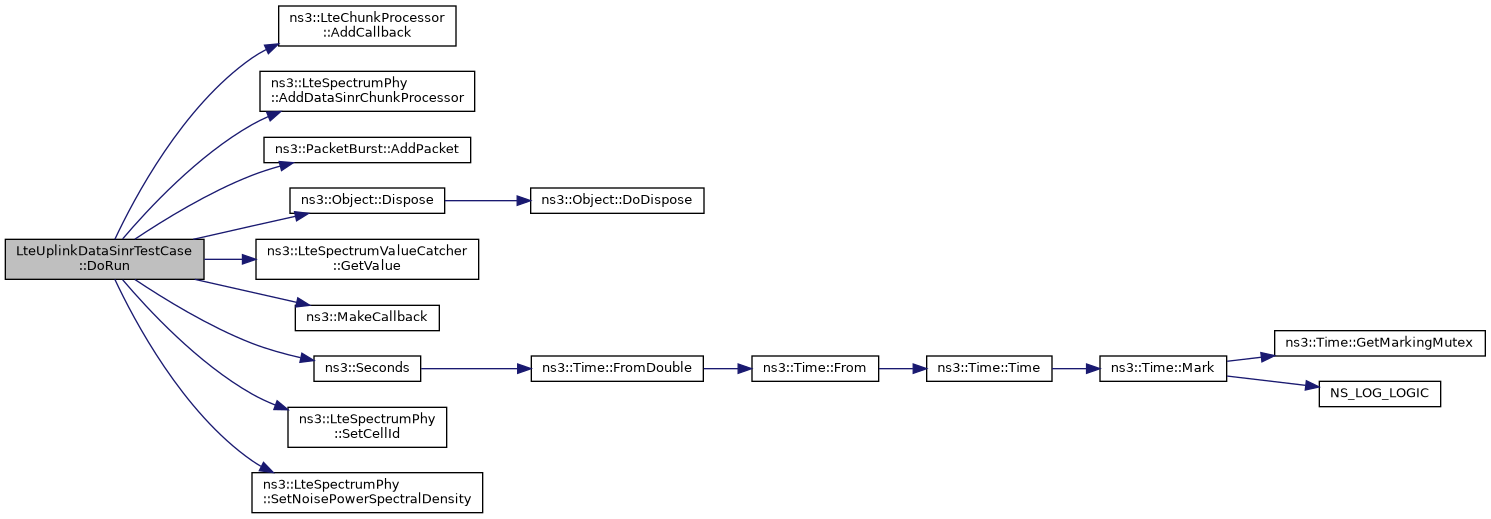 ns3::LteChunkProcessor
::AddCallback
ns3::LteSpectrumPhy
::AddDataSinrChunkProcessor
ns3::PacketBurst::AddPacket
ns3::Object::Dispose
ns3::Object::DoDispose
LteUplinkDataSinrTestCase
::DoRun
ns3::LteSpectrumValueCatcher
::GetValue
ns3::MakeCallback
ns3::Seconds
ns3::Time::FromDouble
ns3::Time::From
ns3::Time::Time
ns3::Time::Mark
ns3::Time::GetMarkingMutex
NS_LOG_LOGIC
ns3::LteSpectrumPhy
::SetCellId
ns3::LteSpectrumPhy
::SetNoisePowerSpectralDensity